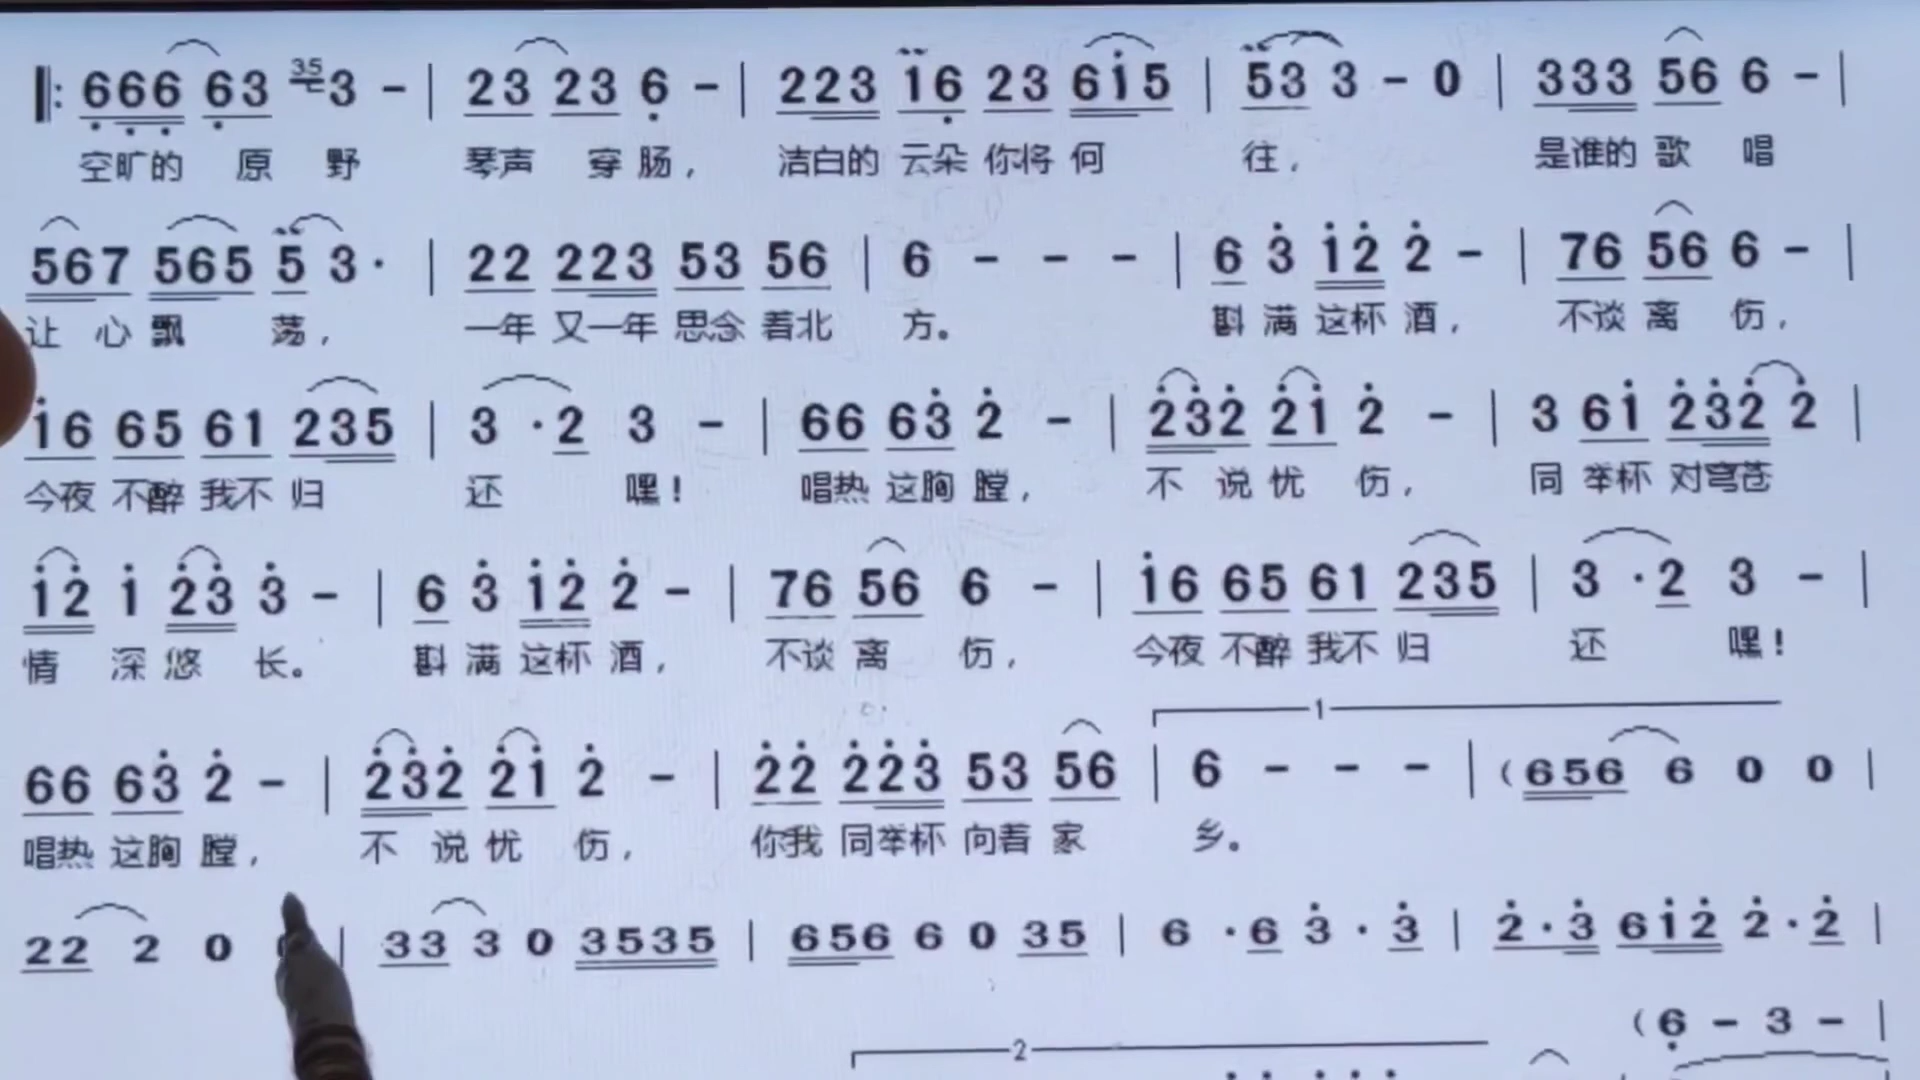 666 63 35 3 - | 23 23 6 - | 223 16 23 615 | 53 3 - 0 | 333 56 6 - |
空旷的 原 野 琴声 穿肠, 洁白的 云朵 你将 何 往, 是谁的 歌 唱
567 565 5 3· | 22 223 53 56 | 6 - - - | 6 3 12 2 - | 76 56 6 - |
让 心 飘 荡, 一年 又一年 思念 着北 方。 斟 满 这杯 酒, 不谈 离 伤,
16 65 61 235 | 3 ·2 3 - | 66 63 2 - | 232 21 2 - | 3 61 232 2 |
今夜 不醉 我不 归 还 嘿! 唱热 这胸 膛, 不 说 忧 伤, 同 举杯 对穹苍
12 1 23 3 - | 6 3 12 2 - | 76 56 6 - | 16 65 61 235 | 3 ·2 3 - |
情 深 悠 长。 斟 满 这杯 酒, 不谈 离 伤, 今夜 不醉 我不 归 还 嘿!
1
66 63 2 - | 232 21 2 - | 22 223 53 56 | 6 - - - | (656 6 0 0 |
唱热 这胸 膛, 不 说 忧 伤, 你我 同举杯 向着 家 乡。
22 2 0 | 33 3 0 3535 | 656 6 0 35 | 6 ·6 3 ·3 | 2·3 612 2·2 |
(6 - 3 - |
2